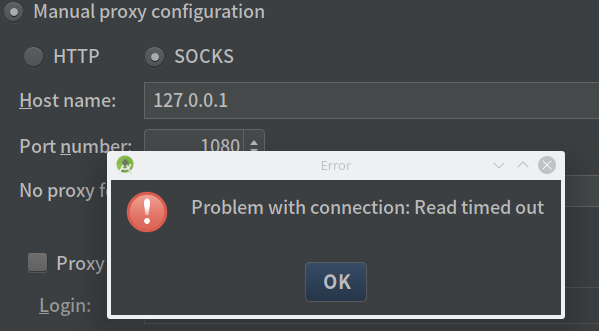 Manual proxy configuration
HTTP
SOCKS
Host name:
127.0.0.1
Port number:
1080
Error
No proxy
Problem with connection: Read timed out
Proxy
OK
Login: